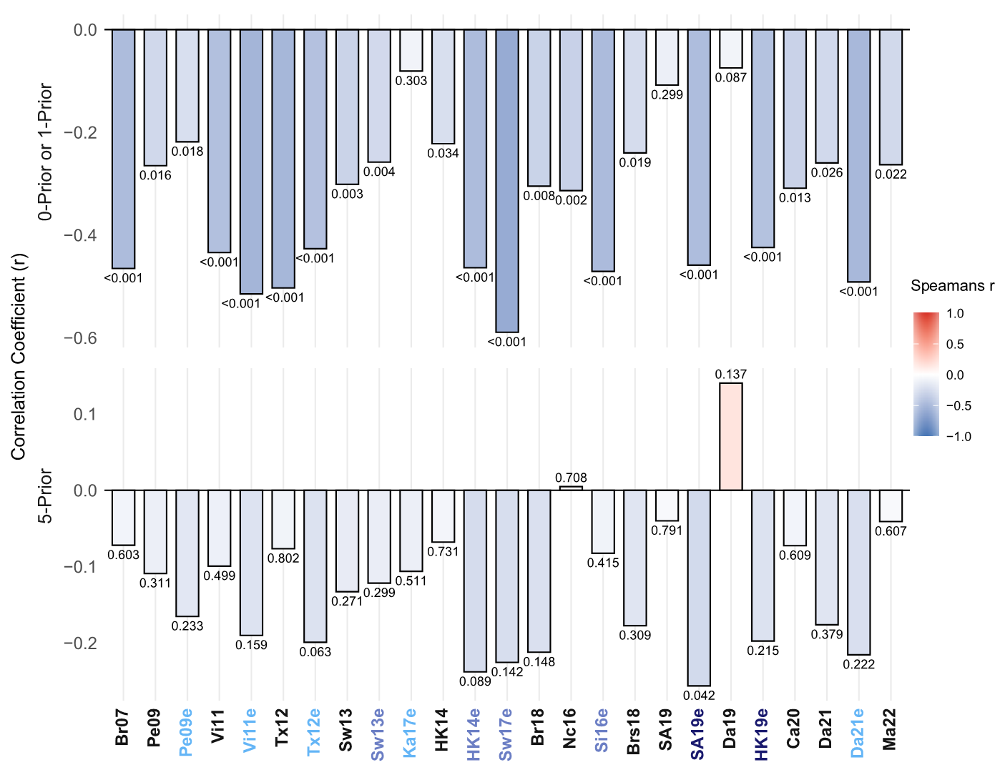 Correlation Coefficient (r)
0-Prior or 1-Prior
0.0
−0.2
−0.4
−0.6
<0.001
0.016
0.018
<0.001
<0.001
<0.001
<0.001
0.003
0.004
0.303
0.034
<0.001
<0.001
0.008
0.002
<0.001
0.019
0.299
<0.001
0.087
<0.001
0.013
0.026
<0.001
0.022
Speamans r
1.0
0.5
0.0
−0.5
−1.0
5-Prior
0.1
0.0
−0.1
−0.2
0.603
0.311
0.233
0.499
0.159
0.802
0.063
0.271
0.299
0.511
0.731
0.089
0.142
0.148
0.708
0.415
0.309
0.791
0.042
0.137
0.215
0.609
0.379
0.222
0.607
Br07
Pe09
Pe09e
Vi11
Vi11e
Tx12
Tx12e
Sw13
Sw13e
Ka17e
HK14
HK14e
Sw17e
Br18
Nc16
Si16e
Brs18
SA19
SA19e
Da19
HK19e
Ca20
Da21
Da21e
Ma22